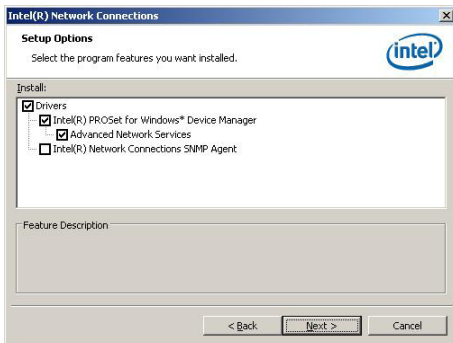 Intel(R) Network Connections
Setup Options
Select the program features you want installed.
intel
Install:
Drivers
Intel(R) PROSet for Windows* Device Manager
Advanced Network Services
Intel(R) Network Connections SNMP Agent
Feature Description
< Back
Next >
Cancel